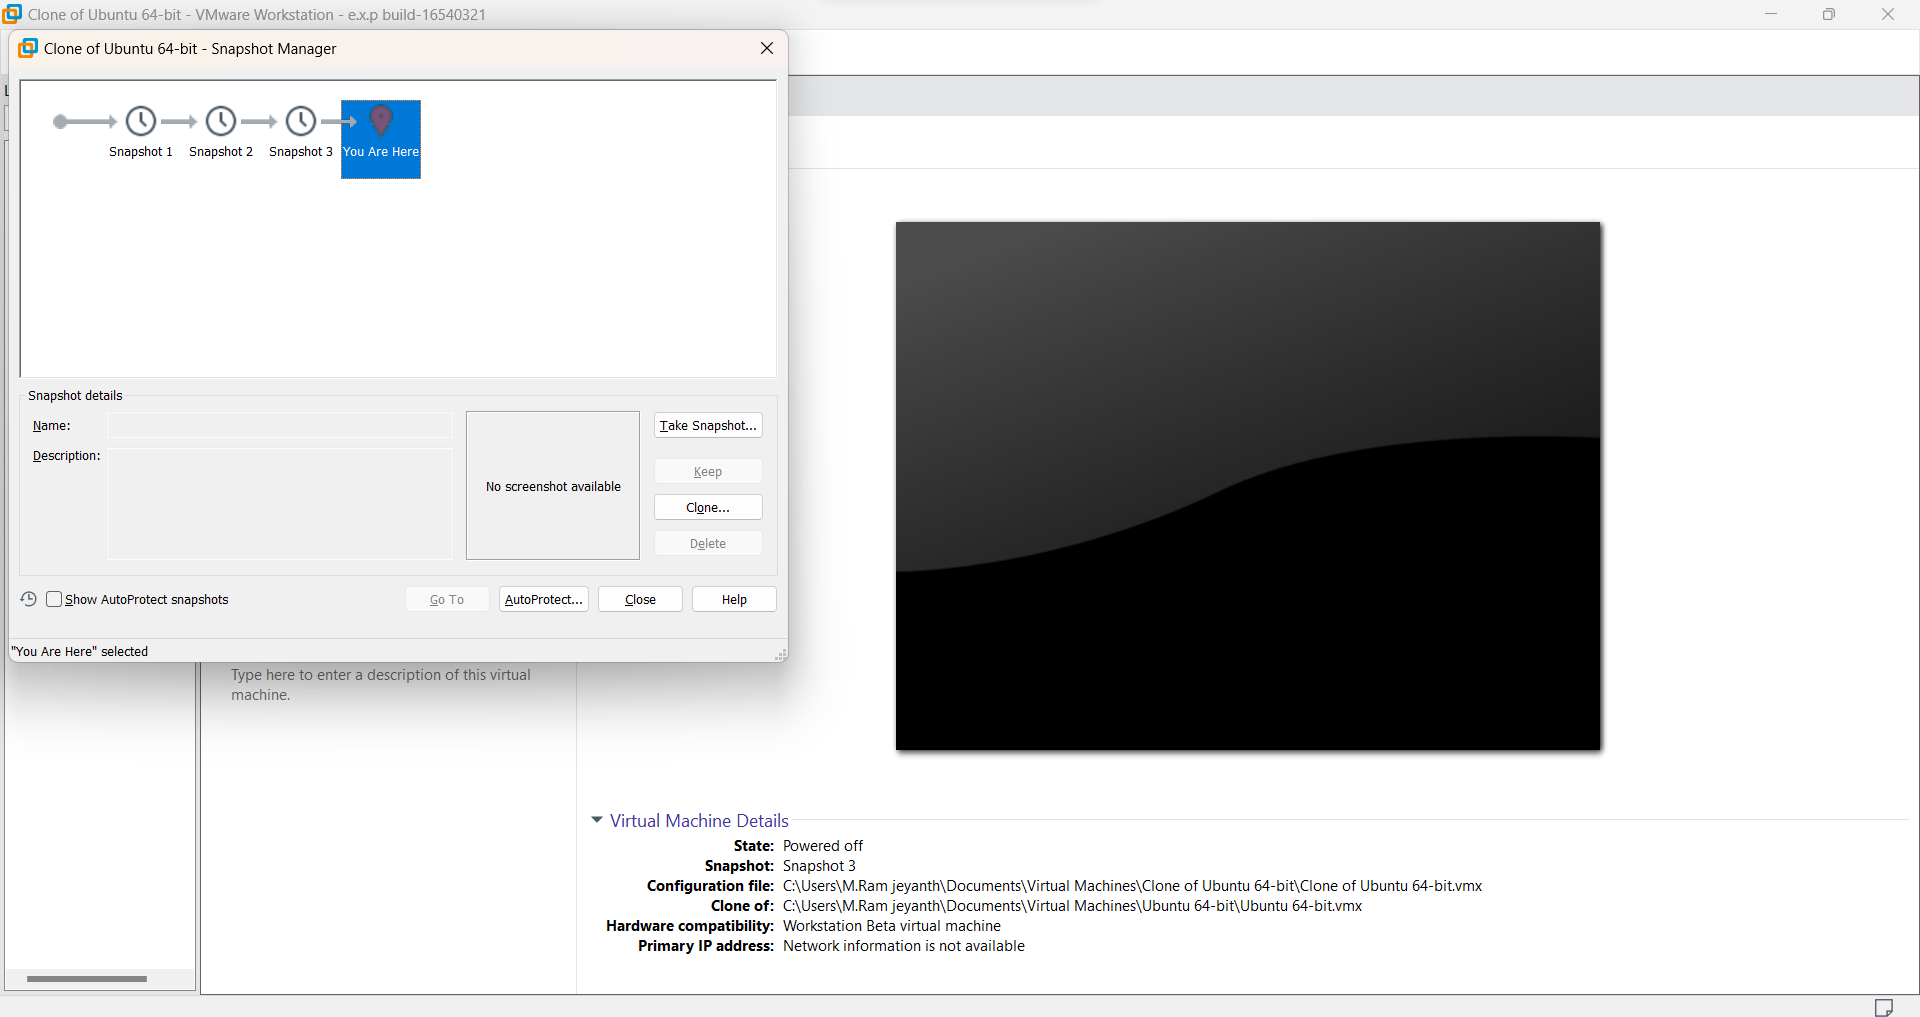 Clone of Ubuntu 64-bit - VMware Workstation - e.x.p build-16540321
Clone of Ubuntu 64-bit - Snapshot Manager
Snapshot 1
Snapshot 2
Snapshot 3
You Are Here
Snapshot details
Name:
Description:
No screenshot available
Take Snapshot...
Keep
Clone...
Delete
Show AutoProtect snapshots
Go To
AutoProtect...
Close
Help
"You Are Here" selected
Type here to enter a description of this virtual
machine.
Virtual Machine Details
State: Powered off
Snapshot: Snapshot 3
Configuration file: C:\Users\M.Ram jeyanth\Documents\Virtual Machines\Clone of Ubuntu 64-bit\Clone of Ubuntu 64-bit.vmx
Clone of: C:\Users\M.Ram jeyanth\Documents\Virtual Machines\Ubuntu 64-bit\Ubuntu 64-bit.vmx
Hardware compatibility: Workstation Beta virtual machine
Primary IP address: Network information is not available